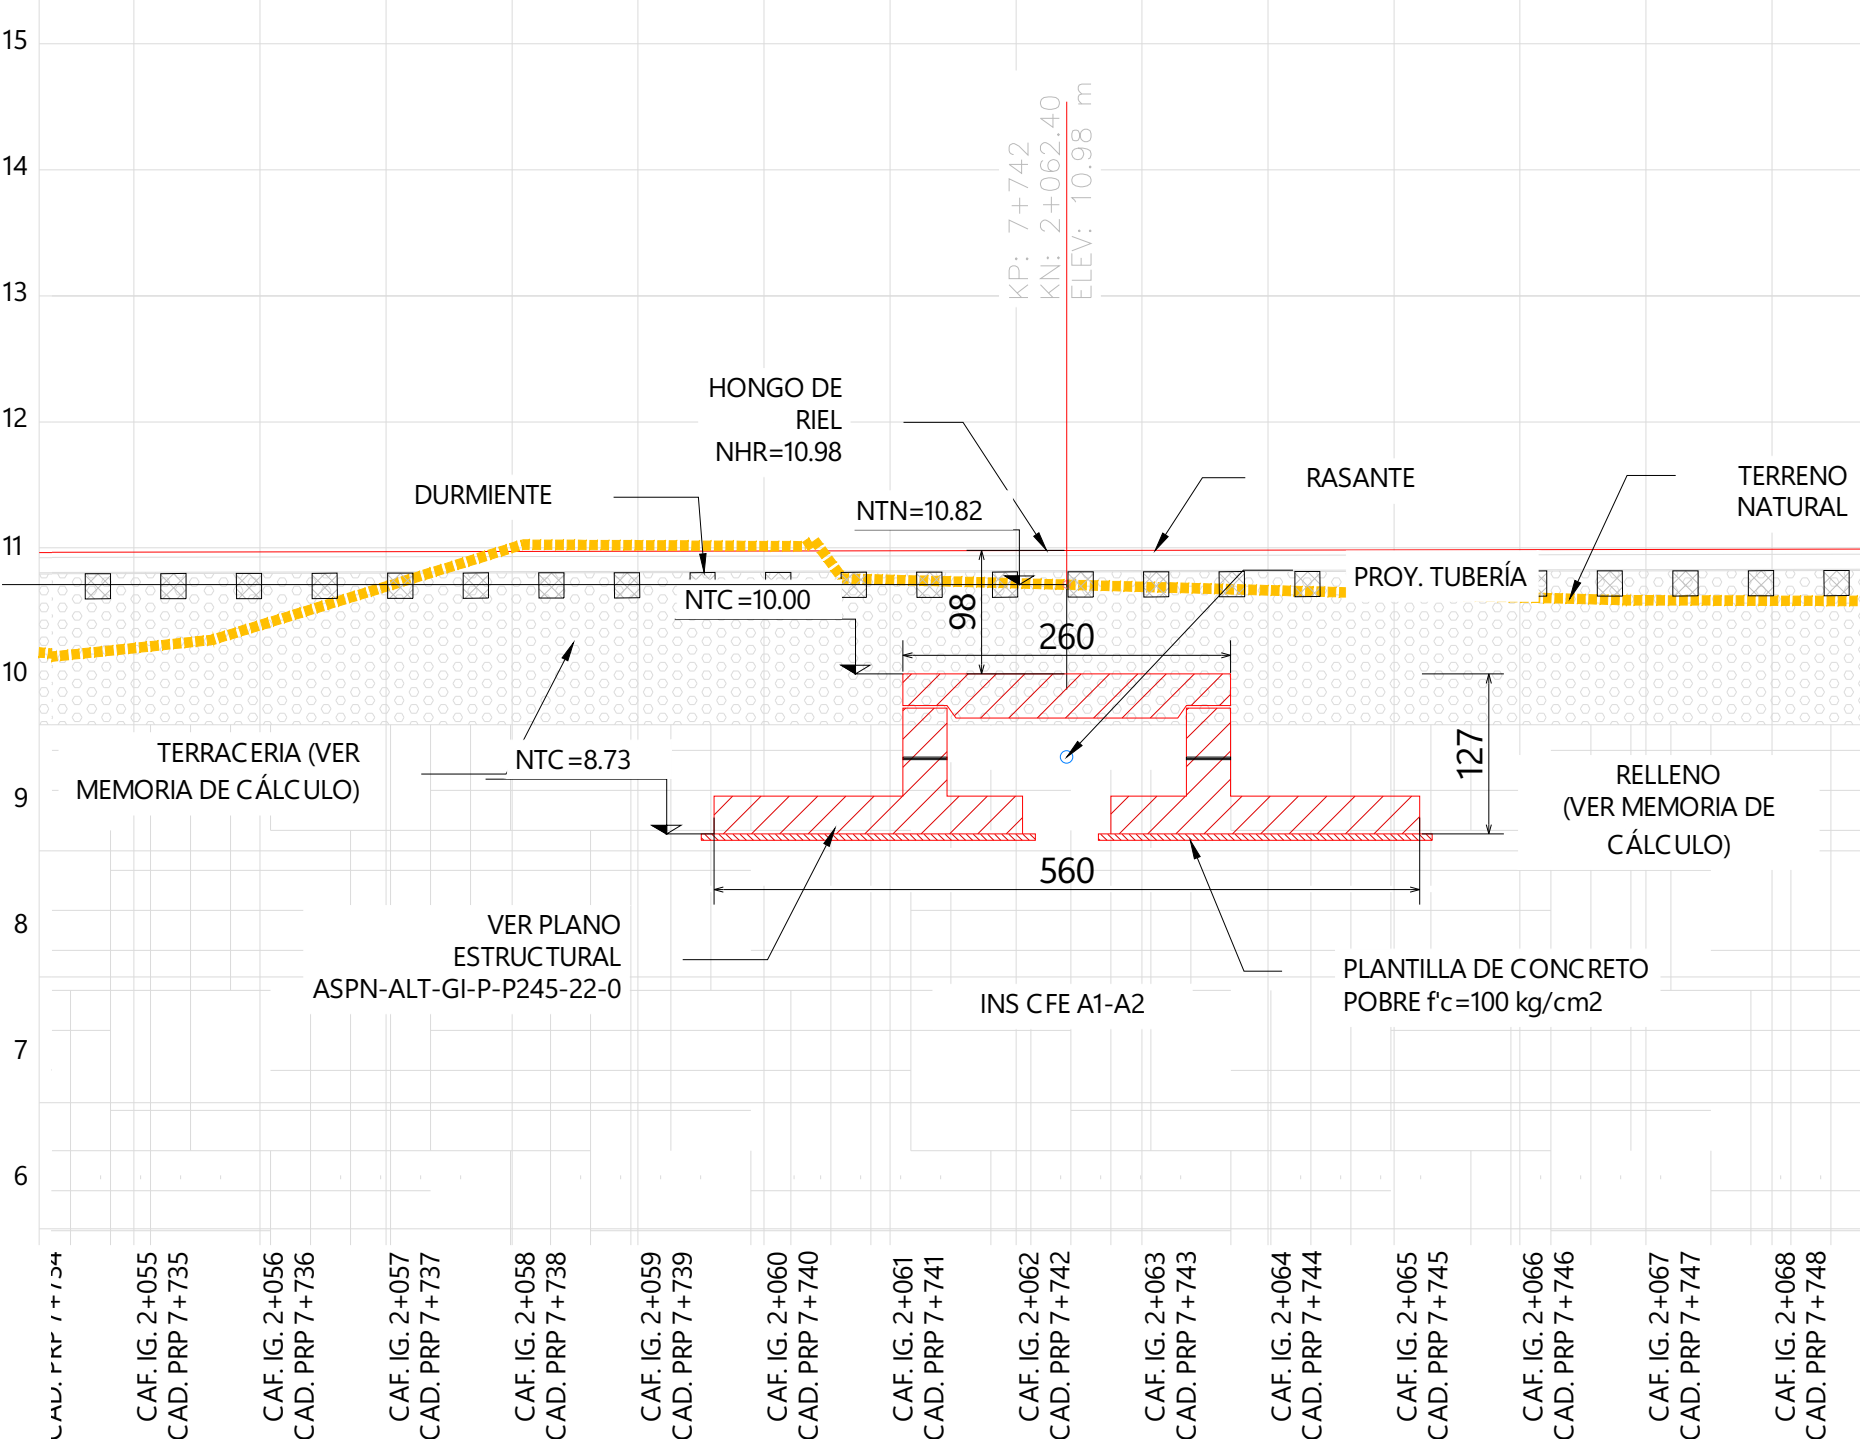 15
14
13
12
11
10
9
8
7
6
KP: 7+742
KN: 2+062.40
ELEV: 10.98 m
HONGO DE
RIEL
NHR=10.98
DURMIENTE
NTN=10.82
RASANTE
TERRENO
NATURAL
NTC=10.00
98
260
PROY. TUBERÍA
TERRACERIA (VER
MEMORIA DE CÁLCULO)
NTC=8.73
127
RELLENO
(VER MEMORIA DE
CÁLCULO)
560
VER PLANO
ESTRUCTURAL
ASPN-ALT-GI-P-P245-22-0
INS CFE A1-A2
PLANTILLA DE CONCRETO
POBRE f'c=100 kg/cm2
CAD. PRP 7+734
CAF. IG. 2+055
CAD. PRP 7+735
CAF. IG. 2+056
CAD. PRP 7+736
CAF. IG. 2+057
CAD. PRP 7+737
CAF. IG. 2+058
CAD. PRP 7+738
CAF. IG. 2+059
CAD. PRP 7+739
CAF. IG. 2+060
CAD. PRP 7+740
CAF. IG. 2+061
CAD. PRP 7+741
CAF. IG. 2+062
CAD. PRP 7+742
CAF. IG. 2+063
CAD. PRP 7+743
CAF. IG. 2+064
CAD. PRP 7+744
CAF. IG. 2+065
CAD. PRP 7+745
CAF. IG. 2+066
CAD. PRP 7+746
CAF. IG. 2+067
CAD. PRP 7+747
CAF. IG. 2+068
CAD. PRP 7+748